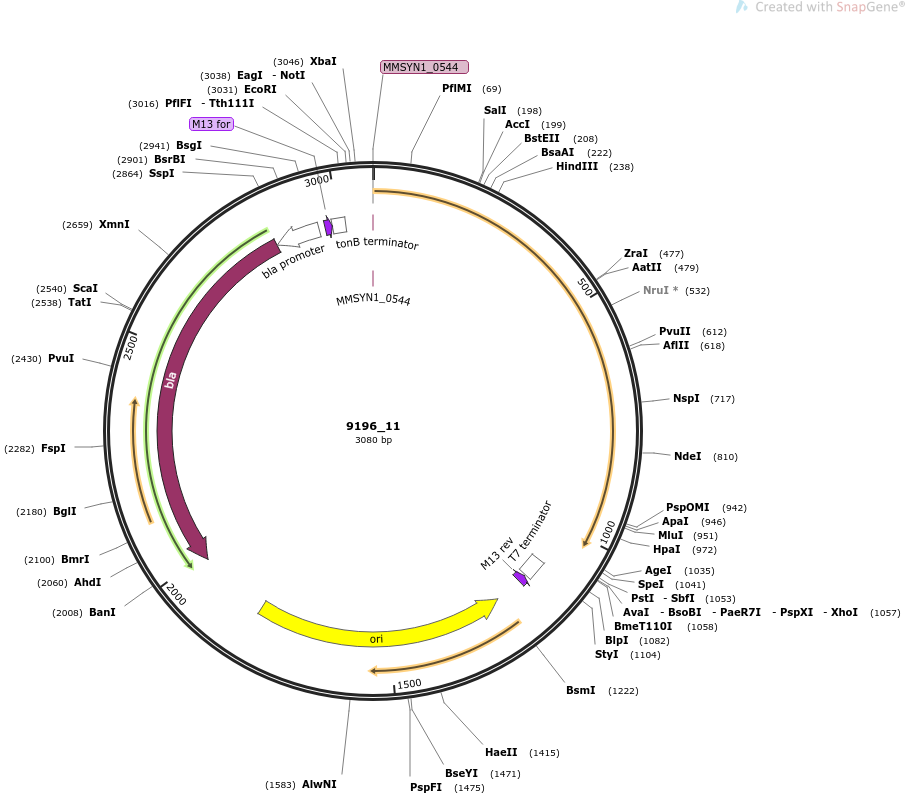 Created with SnapGene®
(3046) XbaI
MMSYN1_0544
(3038) EagI - NotI
(3031) EcoRI
PflMI (69)
(3016) PflFI - Tth111I
SalI (198)
M13 for
AccI (199)
(2941) BsgI
BstEII (208)
(2901) BsrBI
BsaAI (222)
(2864) SspI
HindIII (238)
3000
(2659) XmnI
bla promoter
tonB terminator
ZraI (477)
AatII (479)
(2540) ScaI
500
NruI * (532)
(2538) TatI
MMSYN1_0544
PvuII (612)
AflII (618)
2500
(2430) PvuI
bla
NspI (717)
9196_11
3080 bp
(2282) FspI
NdeI (810)
(2180) BglI
PspOMI (942)
ApaI (946)
MluI (951)
1000
HpaI (972)
M13 rev
T7 terminator
(2100) BmrI
AgeI (1035)
(2060) AhdI
SpeI (1041)
2000
PstI - SbfI (1053)
(2008) BanI
AvaI - BsoBI - PaeR7I - PspXI - XhoI (1057)
BmeT110I (1058)
ori
BlpI (1082)
StyI (1104)
1500
BsmI (1222)
HaeII (1415)
BseYI (1471)
(1583) AlwNI
PspFI (1475)